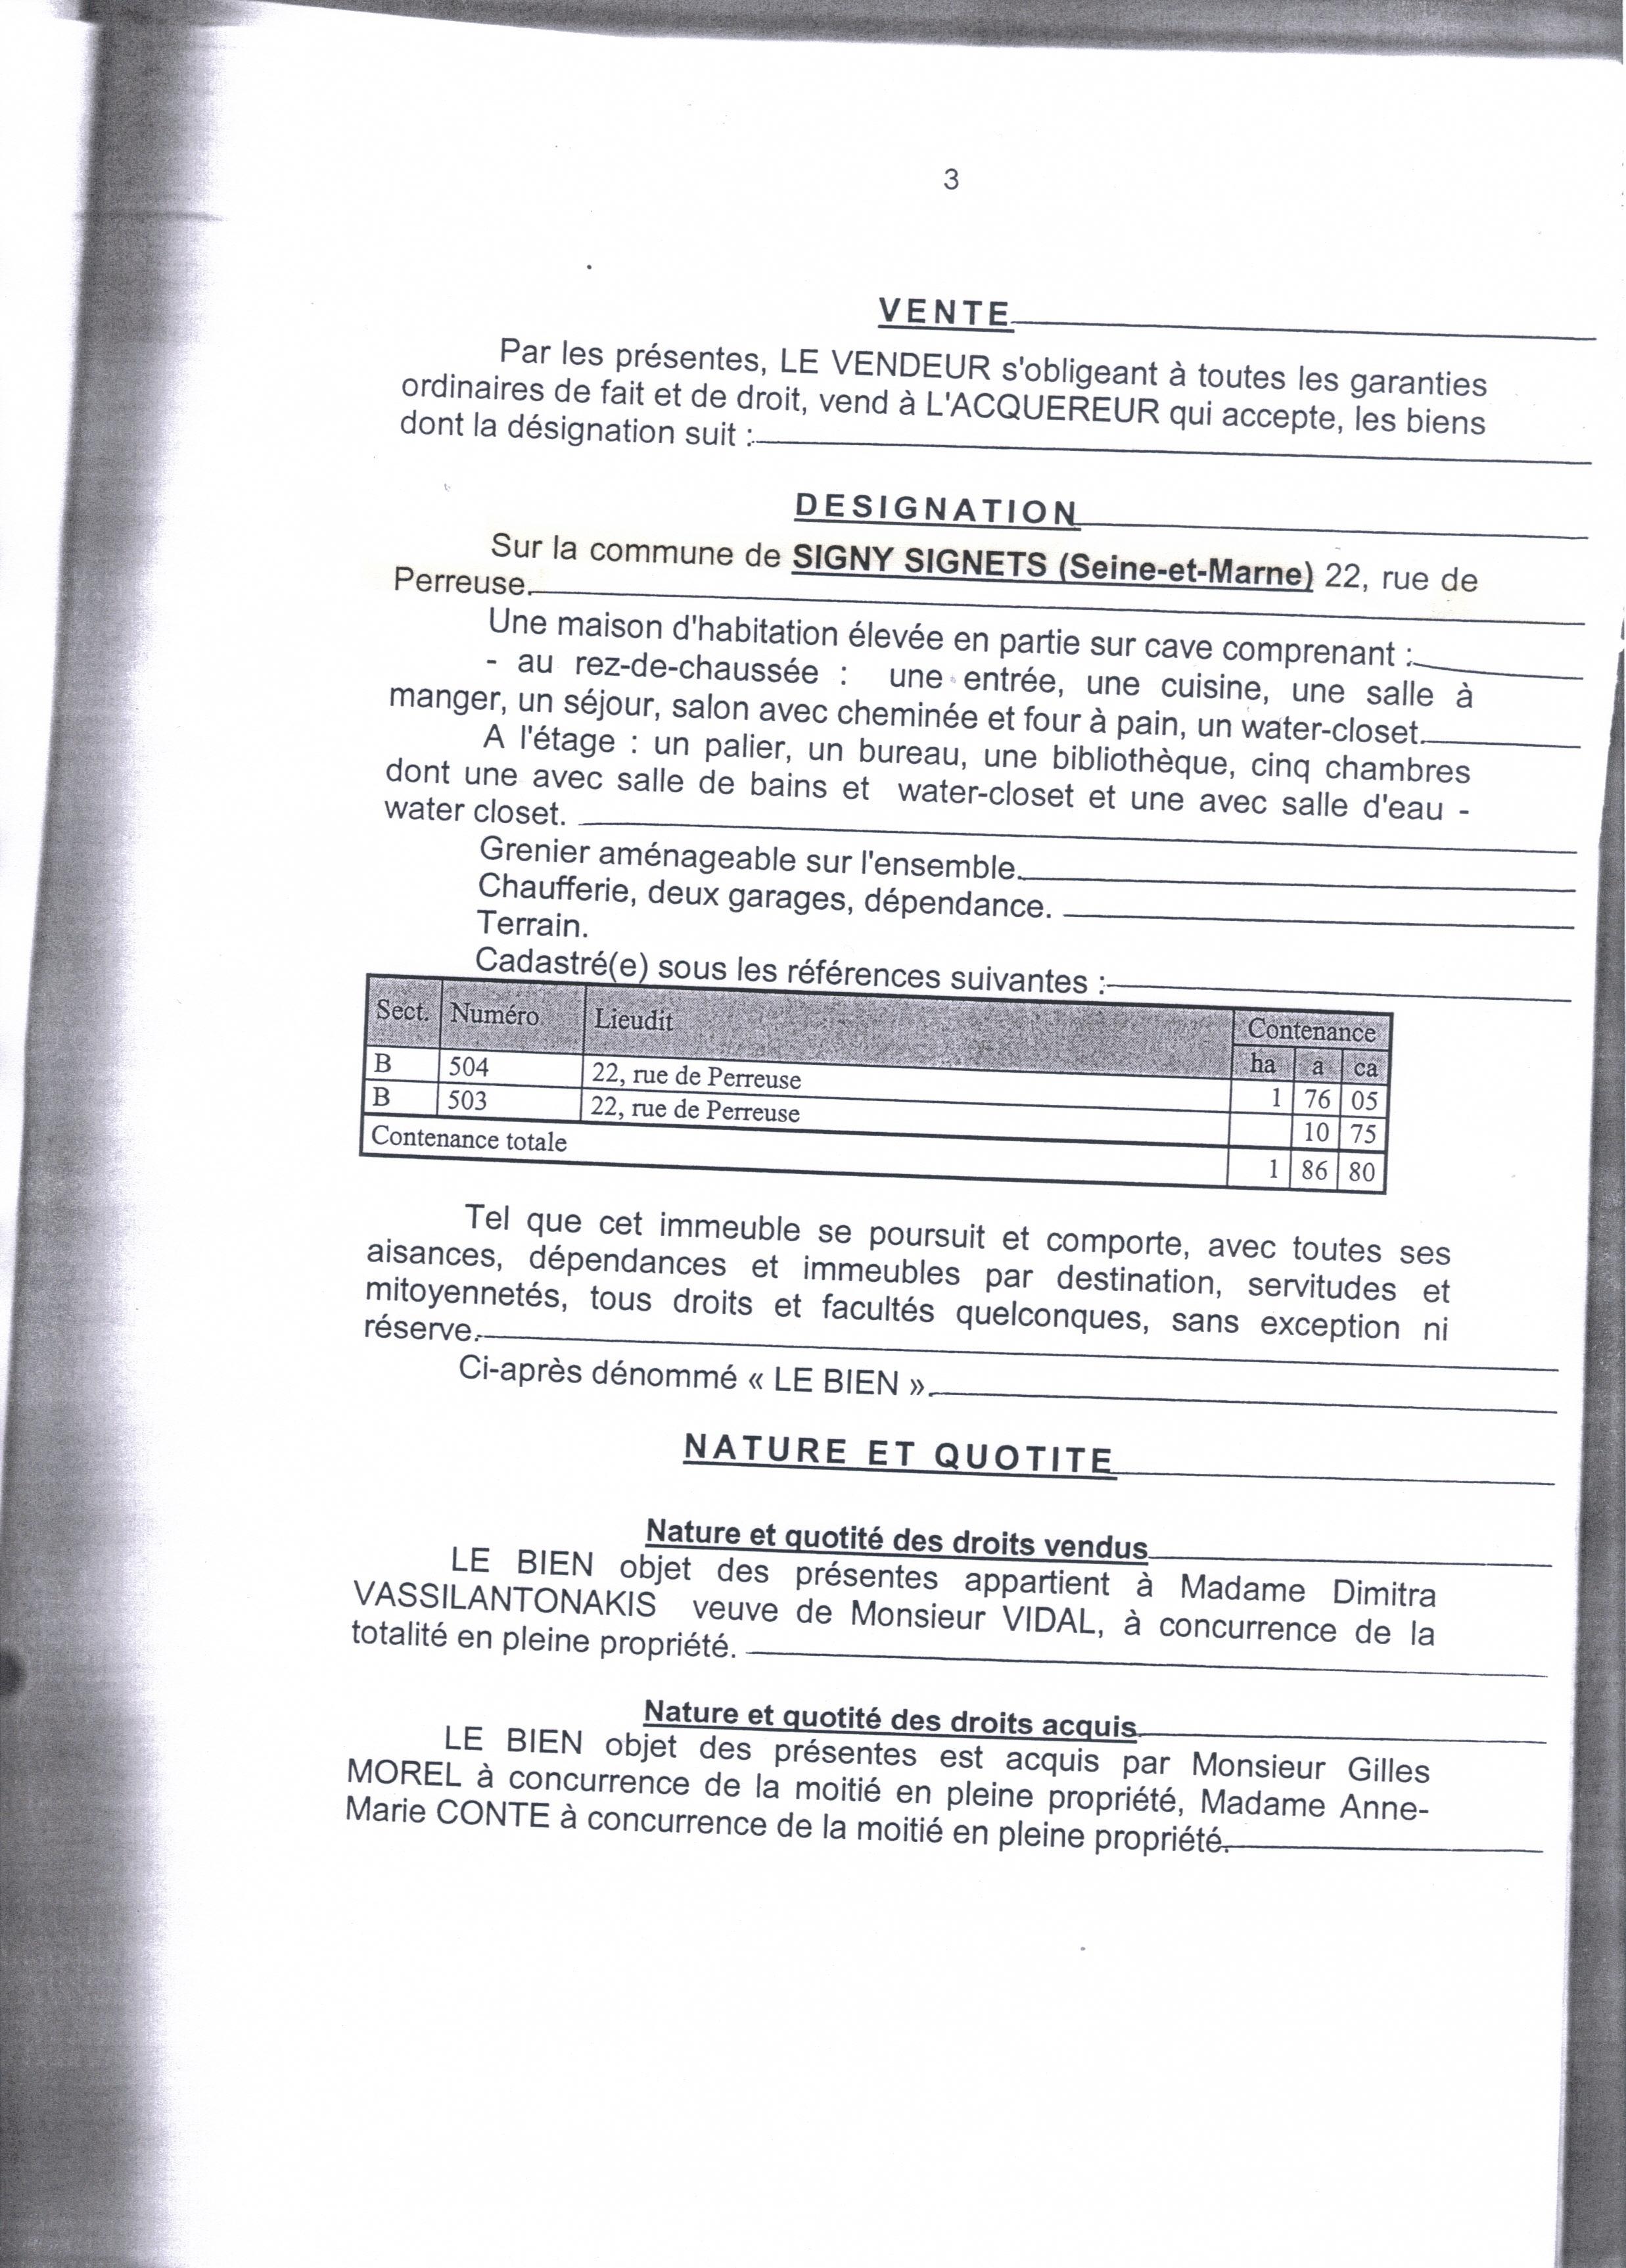 3
VENTE
Par les présentes, LE VENDEUR s'obligeant à toutes les garanties
ordinaires de fait et de droit, vend à L'ACQUEREUR qui accepte, les biens
dont la désignation suit :
DESIGNATION
Sur la commune de SIGNY SIGNETS (Seine-et-Marne) 22, rue de
Perreuse.
Une maison d'habitation élevée en partie sur cave comprenant :
- au rez-de-chaussée : une entrée, une cuisine, une salle à
manger, un séjour, salon avec cheminée et four à pain, un water-closet.
A l'étage : un palier, un bureau, une bibliothèque, cinq chambres
dont une avec salle de bains et water-closet et une avec salle d'eau -
water closet.
Grenier aménageable sur l'ensemble.
Chaufferie, deux garages, dépendance.
Terrain.
Cadastré(e) sous les références suivantes :
Sect. Numéro Lieudit Contenance
ha a ca
B 504 22, rue de Perreuse 1 76 05
B 503 22, rue de Perreuse 10 75
Contenance totale 1 86 80
Tel que cet immeuble se poursuit et comporte, avec toutes ses
aisances, dépendances et immeubles par destination, servitudes et
mitoyennetés, tous droits et facultés quelconques, sans exception ni
réserve.
Ci-après dénommé « LE BIEN ».
NATURE ET QUOTITE
Nature et quotité des droits vendus
LE BIEN objet des présentes appartient à Madame Dimitra
VASSILANTONAKIS veuve de Monsieur VIDAL, à concurrence de la
totalité en pleine propriété.
Nature et quotité des droits acquis
LE BIEN objet des présentes est acquis par Monsieur Gilles
MOREL à concurrence de la moitié en pleine propriété, Madame Anne-
Marie CONTE à concurrence de la moitié en pleine propriété.